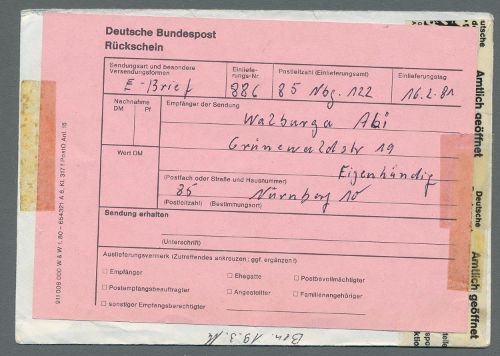 Deutsche Bundespost
Rückschein
Sendungsart und besondere Versendungsformen
Einlieferungs-Nr.
Postleitzahl (Einlieferungsamt)
Einlieferungstag
E-Brief 886 85 Nbg. 122 16.2.81
Nachnahme
DM Pf
Empfänger der Sendung
Walburga Abi
Grünewaldstr 19
Wert DM
Eigenhändig
(Postfach oder Straße und Hausnummer)
85 Nürnberg 10
(Postleitzahl) (Bestimmungsort)
Sendung erhalten
(Unterschrift)
Auslieferungsvermerk (Zutreffendes ankreuzen; ggf. ergänzen!)
Empfänger
Ehegatte
Postbevollmächtigter
Postempfangsbeauftragter
Angestellter
Familienangehöriger
sonstiger Empfangsberechtigter
Deutsche
Amtlich geöffnet
Deutsche
Amtlich geöffnet